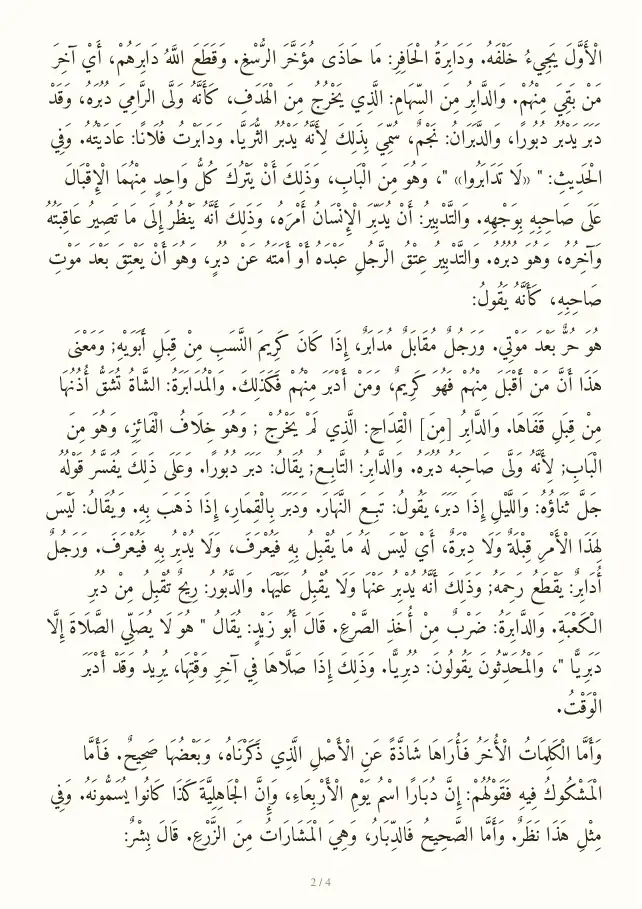 الْأَوَّلَ يَجِيءُ خَلْفَهُ. وَدَابِرَةُ الْحَافِرِ: مَا حَاذَى مُؤَخَّرَ الرُّسْغِ. وَقَطَعَ اللَّهُ دَابِرَهُمْ، أَيْ آخِرَ
مَنْ بَقِيَ مِنْهُمْ. وَالدَّابِرُ مِنَ السِّهَامِ: الَّذِي يَخْرُجُ مِنَ الْهَدَفِ، كَأَنَّهُ وَلَّى الرَّامِيَ دُبُرَهُ، وَقَدْ
دَبَرَ يَدْبُرُ دُبُورًا، وَالدَّبَرَانُ: نَجْمٌ، سُمِّيَ بِذَلِكَ لِأَنَّهُ يَدْبُرُ الثُّرَيَّا. وَدَابَرْتُ فُلَانًا: عَادَيْتُهُ. وَفِي
الْحَدِيثِ: " «لَا تَدَابَرُوا» "، وَهُوَ مِنَ الْبَابِ، وَذَلِكَ أَنْ يَتْرُكَ كُلُّ وَاحِدٍ مِنْهُمَا الْإِقْبَالَ
عَلَى صَاحِبِهِ بِوَجْهِهِ. وَالتَّدْبِيرُ: أَنْ يُدَبِّرَ الْإِنْسَانُ أَمْرَهُ، وَذَلِكَ أَنَّهُ يَنْظُرُ إِلَى مَا تَصِيرُ عَاقِبَتُهُ
وَآخِرُهُ، وَهُوَ دُبُرُهُ. وَالتَّدْبِيرُ عِتْقُ الرَّجُلِ عَبْدَهُ أَوْ أَمَتَهُ عَنْ دُبُرٍ، وَهُوَ أَنْ يَعْتِقَ بَعْدَ مَوْتِ
صَاحِبِهِ، كَأَنَّهُ يَقُولُ:
هُوَ حُرٌّ بَعْدَ مَوْتِي. وَرَجُلٌ مُقَابَلٌ مُدَابَرٌ، إِذَا كَانَ كَرِيمَ النَّسَبِ مِنْ قِبَلِ أَبَوَيْهِ; وَمَعْنَى
هَذَا أَنَّ مَنْ أَقْبَلَ مِنْهُمْ فَهُوَ كَرِيمٌ، وَمَنْ أَدْبَرَ مِنْهُمْ فَكَذَلِكَ. وَالْمُدَابَرَةُ: الشَّاةُ تُشَقُّ أُذُنُهَا
مِنْ قِبَلِ قَفَاهَا. وَالدَّابِرُ [مِنَ] الْقِدَاحِ: الَّذِي لَمْ يَخْرُجْ ; وَهُوَ خِلَافُ الْفَائِزِ، وَهُوَ مِنَ
الْبَابِ; لِأَنَّهُ وَلَّى صَاحِبَهُ دُبُرَهُ. وَالدَّابِرُ: التَّابِعُ; يُقَالُ: دَبَرَ دُبُورًا. وَعَلَى ذَلِكَ يُفَسَّرُ قَوْلُهُ
جَلَّ ثَنَاؤُهُ: وَاللَّيْلِ إِذَا دَبَرَ، يَقُولُ: تَبِعَ النَّهَارَ. وَدَبَرَ بِالْقِمَارِ، إِذَا ذَهَبَ بِهِ. وَيُقَالُ: لَيْسَ
لِهَذَا الْأَمْرِ قِبْلَةٌ وَلَا دِبْرَةٌ، أَيْ لَيْسَ لَهُ مَا يُقْبِلُ بِهِ فَيُعْرَفَ، وَلَا يُدْبِرُ بِهِ فَيُعْرَفَ. وَرَجُلٌ
أُدَابِرٌ: يَقْطَعُ رَحِمَهُ; وَذَلِكَ أَنَّهُ يُدْبِرُ عَنْهَا وَلَا يُقْبِلُ عَلَيْهَا. وَالدَّبُورُ: رِيحٌ تُقْبِلُ مِنْ دُبُرِ
الْكَعْبَةِ. وَالدَّابِرَةُ: ضَرْبٌ مِنْ أُخَذِ الصَّرْعِ. قَالَ أَبُو زَيْدٍ: يُقَالُ " هُوَ لَا يُصَلِّي الصَّلَاةَ إِلَّا
دَبَرِيًّا "، وَالْمُحَدِّثُونَ يَقُولُونَ: دُبُرِيًّا. وَذَلِكَ إِذَا صَلَّاهَا فِي آخِرِ وَقْتِهَا، يُرِيدُ وَقَدْ أَدْبَرَ
الْوَقْتُ.
وَأَمَّا الْكَلِمَاتُ الْأُخَرُ فَأُرَاهَا شَاذَّةً عَنِ الْأَصْلِ الَّذِي ذَكَرْنَاهُ، وَبَعْضُهَا صَحِيحٌ. فَأَمَّا
الْمَشْكُوكُ فِيهِ فَقَوْلُهُمْ: إِنَّ دُبَارًا اسْمُ يَوْمِ الْأَرْبِعَاءِ، وَإِنَّ الْجَاهِلِيَّةَ كَذَا كَانُوا يُسَمُّونَهُ. وَفِي
مِثْلِ هَذَا نَظَرٌ. وَأَمَّا الصَّحِيحُ فَالدِّبَارُ، وَهِيَ الْمَشَارَاتُ مِنَ الزَّرْعِ. قَالَ بِشْرٌ:
2 / 4